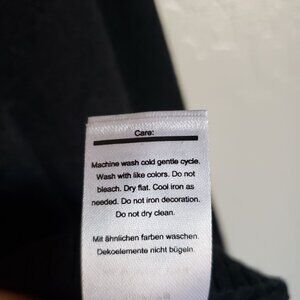 Care:
Machine wash cold gentle cycle.
Wash with like colors. Do not
bleach. Dry flat. Cool iron as
needed. Do not iron decoration.
Do not dry clean.
Mit ähnlichen farben waschen.
Dekoelemente nicht bügeln.